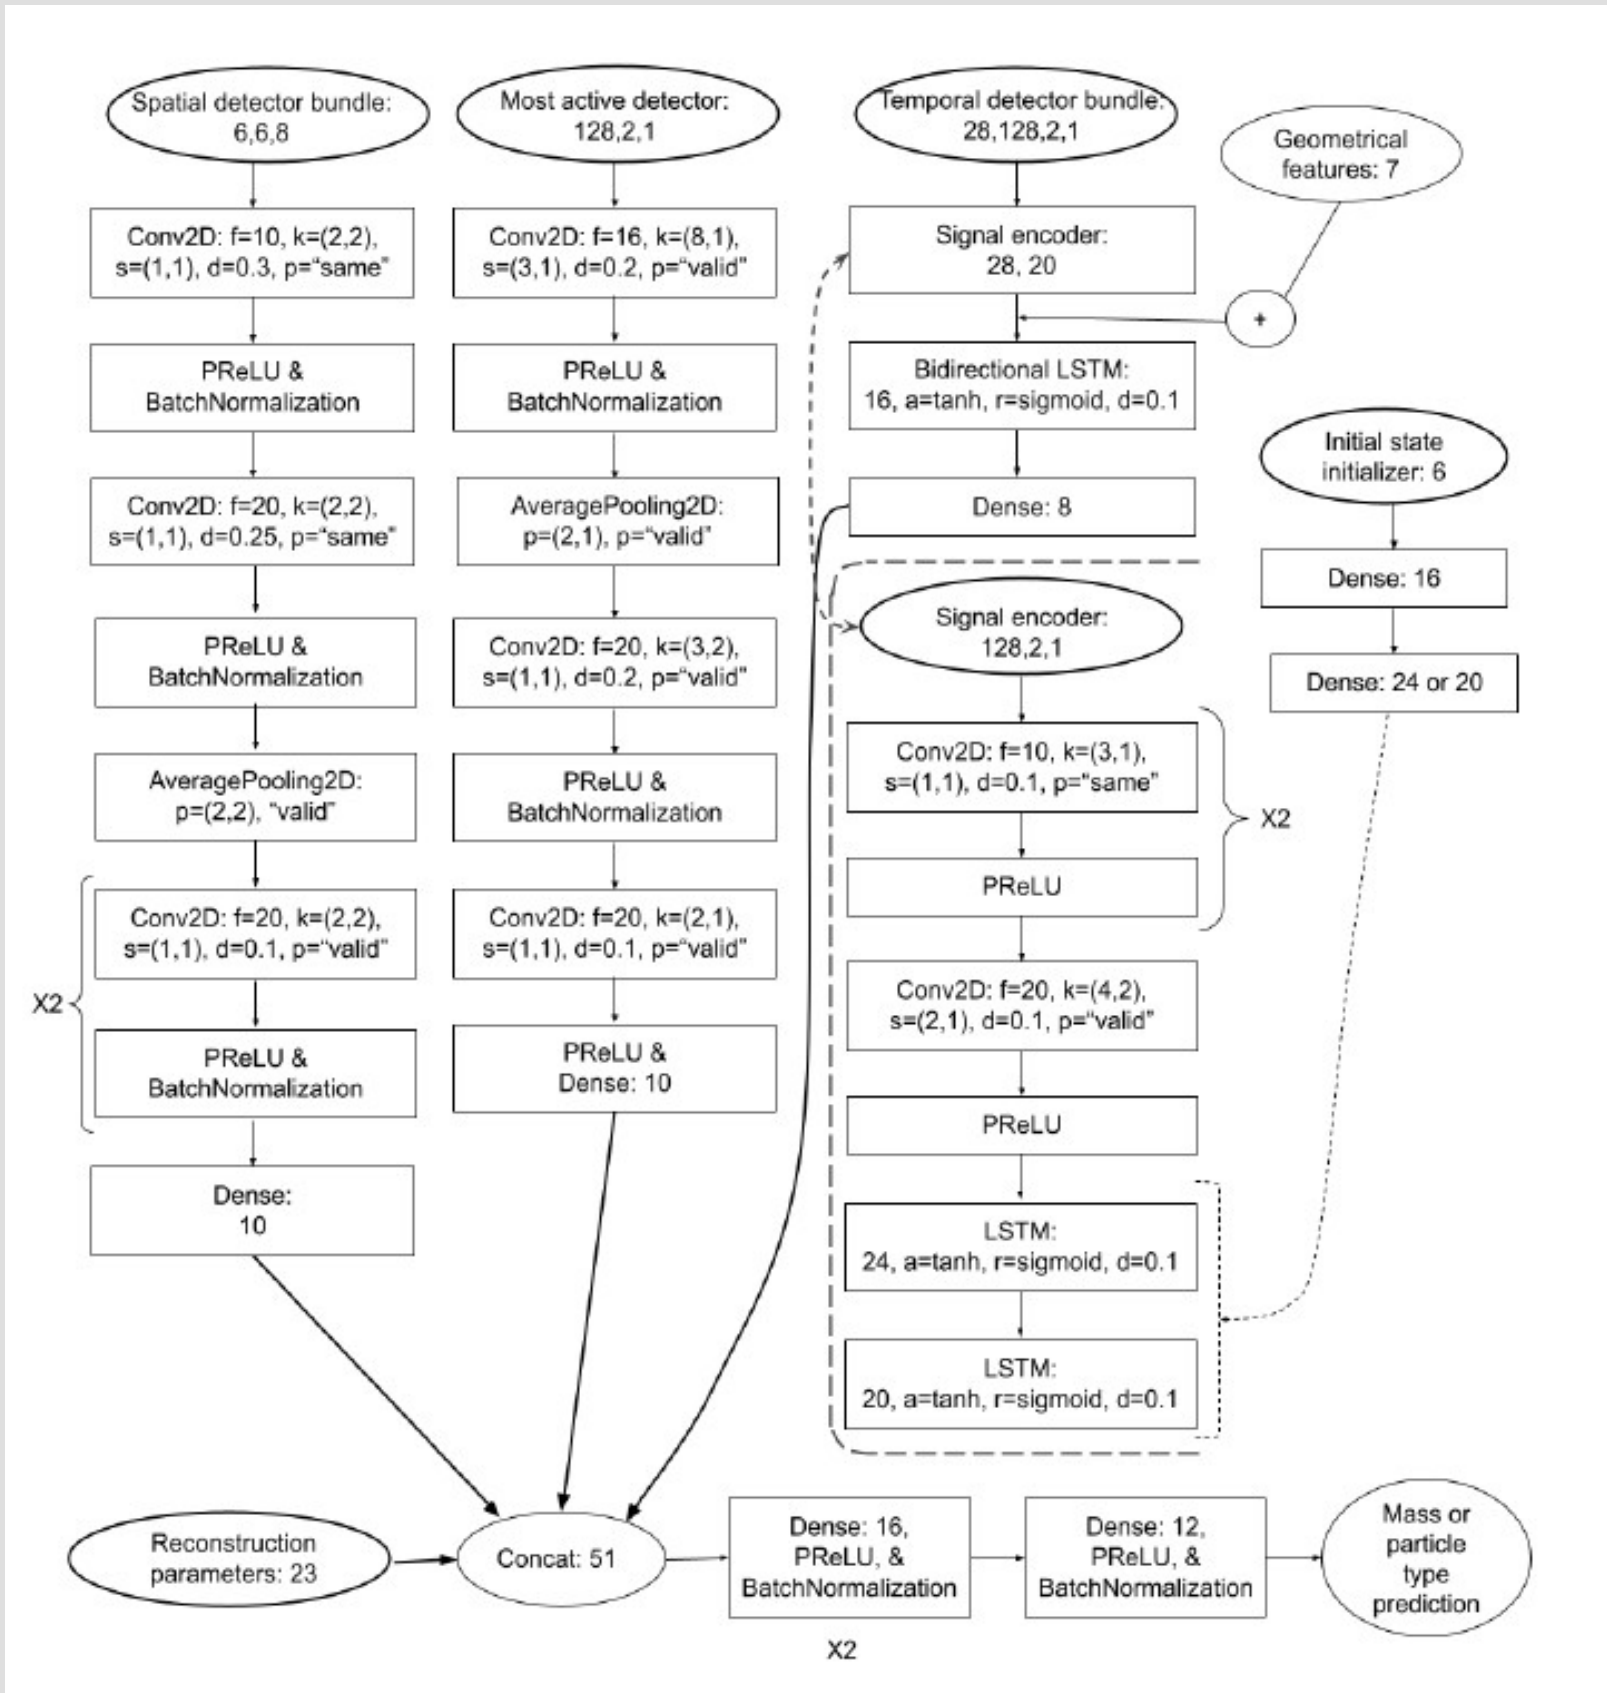 Spatial detector bundle:
6,6,8
Conv2D: f=10, k=(2,2),
s=(1,1), d=0.3, p=“same”
PReLU &
BatchNormalization
Conv2D: f=20, k=(2,2),
s=(1,1), d=0.25, p=“same”
PReLU &
BatchNormalization
AveragePooling2D:
p=(2,2), “valid”
Conv2D: f=20, k=(2,2),
s=(1,1), d=0.1, p=“valid”
X2
PReLU &
BatchNormalization
Dense:
10
Most active detector:
128,2,1
Conv2D: f=16, k=(8,1),
s=(3,1), d=0.2, p=“valid”
PReLU &
BatchNormalization
AveragePooling2D:
p=(2,1), p=“valid”
Conv2D: f=20, k=(3,2),
s=(1,1), d=0.2, p=“valid”
PReLU &
BatchNormalization
Conv2D: f=20, k=(2,1),
s=(1,1), d=0.1, p=“valid”
PReLU &
Dense: 10
Temporal detector bundle:
28,128,2,1
Geometrical
features: 7
Signal encoder:
28, 20
+
Bidirectional LSTM:
16, a=tanh, r=sigmoid, d=0.1
Dense: 8
Signal encoder:
128,2,1
Conv2D: f=10, k=(3,1),
s=(1,1), d=0.1, p=“same”
X2
PReLU
Conv2D: f=20, k=(4,2),
s=(2,1), d=0.1, p=“valid”
PReLU
LSTM:
24, a=tanh, r=sigmoid, d=0.1
LSTM:
20, a=tanh, r=sigmoid, d=0.1
Initial state
initializer: 6
Dense: 16
Dense: 24 or 20
Reconstruction
parameters: 23
Concat: 51
Dense: 16,
PReLU, &
BatchNormalization
X2
Dense: 12,
PReLU, &
BatchNormalization
Mass or
particle
type
prediction